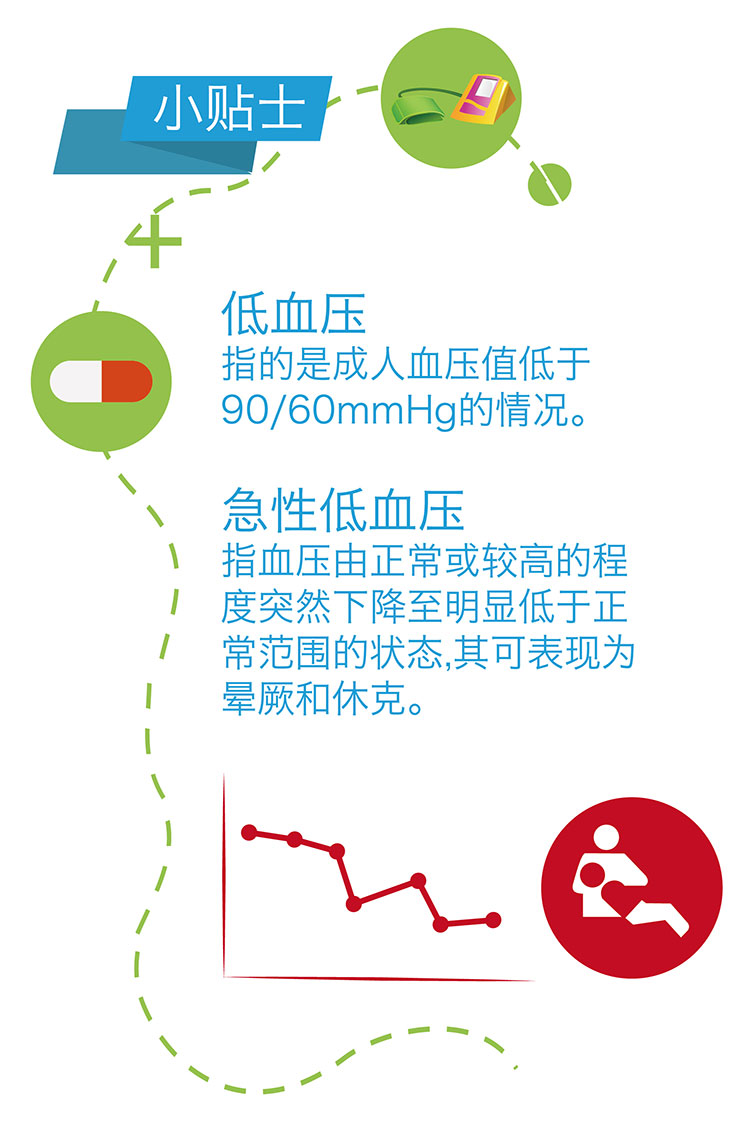 小贴士
低血压
指的是成人血压值低于
90/60mmHg的情况。
急性低血压
指血压由正常或较高的程
度突然下降至明显低于正
常范围的状态,其可表现为
晕厥和休克。